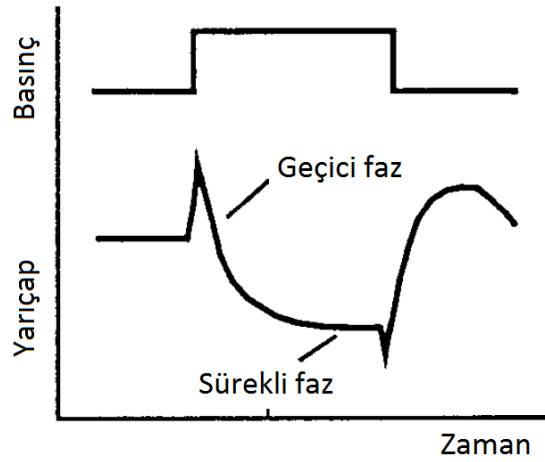 Basınç
Geçici faz
Yarıçap
Sürekli faz
Zaman